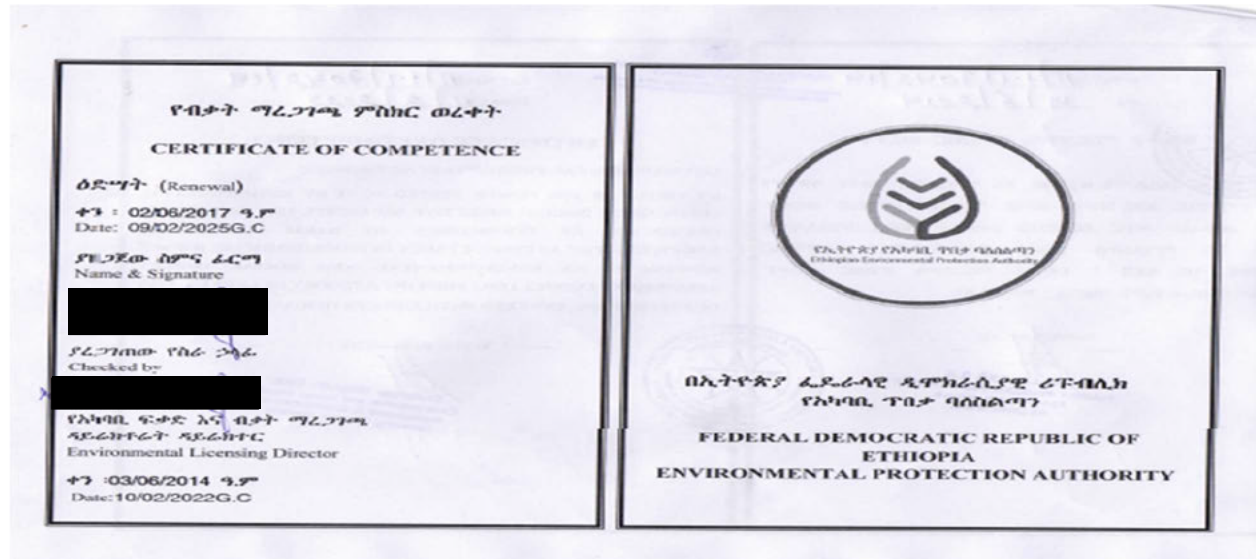 የብቃት ማረጋገጫ ምስክር ወረቀት
CERTIFICATE OF COMPETENCE
ዕድሣት (Renewal)
ቀን : 02/06/2017 ዓ.ም
Date: 09/02/2025G.C
ያዘጋጀው ስምና ፊርማ
Name & Signature
ያረጋገጠው የስራ ኃላፊ
Checked by
የአካባቢ ፍቃድ እና ብቃት ማረጋገጫ
ዳይሬክቶሬት ዳይሬክተር
Environmental Licensing Director
ቀን :03/06/2014 ዓ.ም
Date:10/02/2022G.C
የኢትዮጵያ የአካባቢ ጥበቃ ባለስልጣን
Ethiopian Environmental Protection Authority
በኢትዮጵያ ፌዴራላዊ ዲሞክራሲያዊ ሪፐብሊክ
የአካባቢ ጥበቃ ባለስልጣን
FEDERAL DEMOCRATIC REPUBLIC OF
ETHIOPIA
ENVIRONMENTAL PROTECTION AUTHORITY